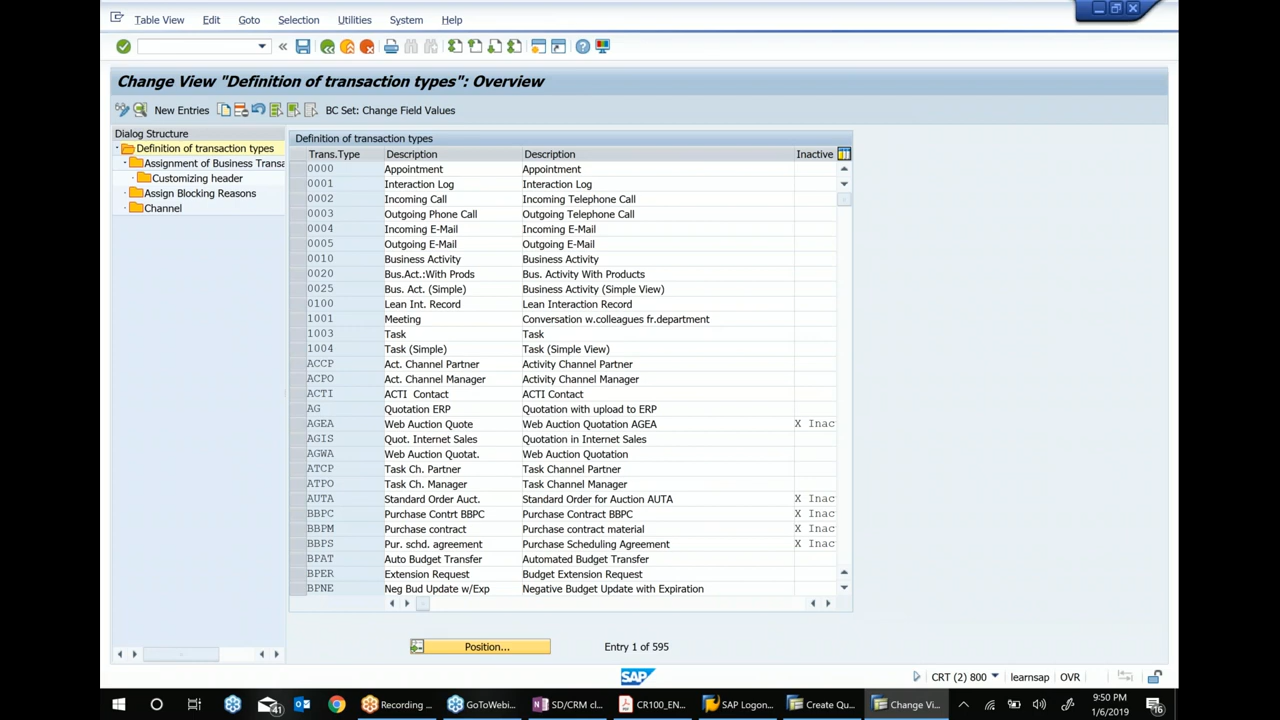 Table View Edit Goto Selection Utilities System Help
Change View "Definition of transaction types": Overview
New Entries BC Set: Change Field Values
Dialog Structure
Definition of transaction types
Assignment of Business Transa
Customizing header
Assign Blocking Reasons
Channel
Definition of transaction types
Trans.Type Description Description Inactive
0000 Appointment Appointment
0001 Interaction Log Interaction Log
0002 Incoming Call Incoming Telephone Call
0003 Outgoing Phone Call Outgoing Telephone Call
0004 Incoming E-Mail Incoming E-Mail
0005 Outgoing E-Mail Outgoing E-Mail
0010 Business Activity Business Activity
0020 Bus.Act.:With Prods Bus. Activity With Products
0025 Bus. Act. (Simple) Business Activity (Simple View)
0100 Lean Int. Record Lean Interaction Record
1001 Meeting Conversation w.colleagues fr.department
1003 Task Task
1004 Task (Simple) Task (Simple View)
ACCP Act. Channel Partner Activity Channel Partner
ACPO Act. Channel Manager Activity Channel Manager
ACTI ACTI Contact ACTI Contact
AG Quotation ERP Quotation with upload to ERP
AGEA Web Auction Quote Web Auction Quotation AGEA X Inac
AGIS Quot. Internet Sales Quotation in Internet Sales
AGWA Web Auction Quotat. Web Auction Quotation
ATCP Task Ch. Partner Task Channel Partner
ATPO Task Ch. Manager Task Channel Manager
AUTA Standard Order Auct. Standard Order for Auction AUTA X Inac
BBPC Purchase Contrt BBPC Purchase Contract BBPC X Inac
BBPM Purchase contract Purchase contract material X Inac
BBPS Pur. schd. agreement Purchase Scheduling Agreement X Inac
BPAT Auto Budget Transfer Automated Budget Transfer
BPER Extension Request Budget Extension Request
BPNE Neg Bud Update w/Exp Negative Budget Update with Expiration
Position... Entry 1 of 595
SAP CRT (2) 800 learnsap OVR
41 Recording ... GoToWebi... SD/CRM cl... CR100_EN... SAP Logon... Create Qu... Change Vi... 9:50 PM
1/6/2019 16